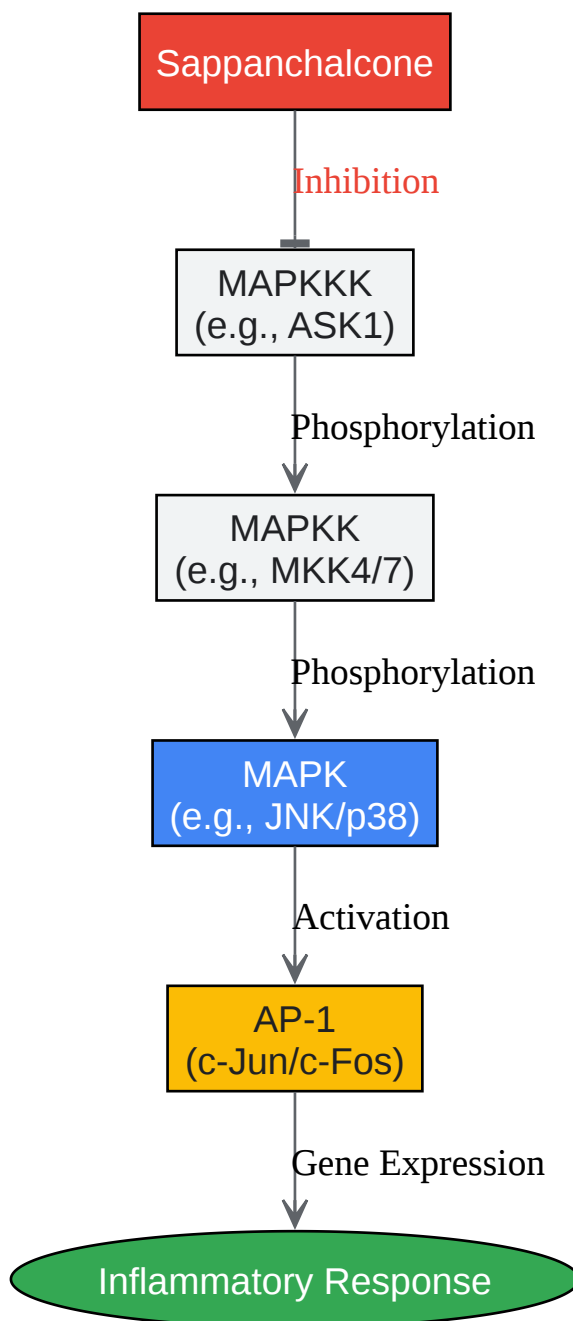 Sappanchalcone
Inhibition
MAPKKK
(e.g., ASK1)
Phosphorylation
MAPKK
(e.g., MKK4/7)
Phosphorylation
MAPK
(e.g., JNK/p38)
Activation
AP-1
(c-Jun/c-Fos)
Gene Expression
Inflammatory Response